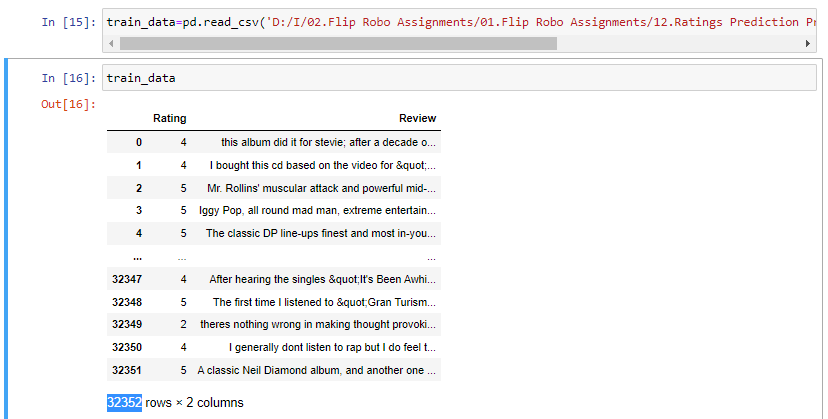 In [15]: train_data=pd.read_csv('D:/I/02.Flip Robo Assignments/01.Flip Robo Assignments/12.Ratings Prediction Pr
In [16]: train_data
Out[16]:
Rating Review
0 4 this album did it for stevie; after a decade o...
1 4 I bought this cd based on the video for &quot;...
2 5 Mr. Rollins' muscular attack and powerful mid-...
3 5 Iggy Pop, all round mad man, extreme entertain...
4 5 The classic DP line-ups finest and most in-you...
... ... ...
32347 4 After hearing the singles &quot;It's Been Awhi...
32348 5 The first time I listened to &quot;Gran Turism...
32349 2 theres nothing wrong in making thought provoki...
32350 4 I generally dont listen to rap but I do feel t...
32351 5 A classic Neil Diamond album, and another one ...
32352 rows × 2 columns